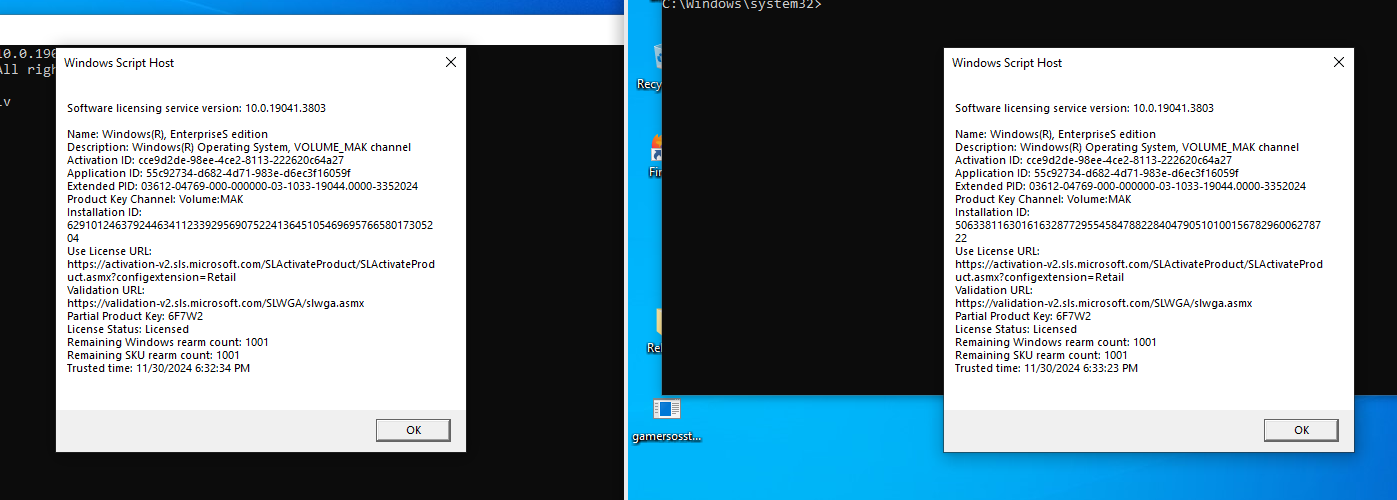 10.0.190
All righ
lv
Windows Script Host
Software licensing service version: 10.0.19041.3803
Name: Windows(R), EnterpriseS edition
Description: Windows(R) Operating System, VOLUME_MAK channel
Activation ID: cce9d2de-98ee-4ce2-8113-222620c64a27
Application ID: 55c92734-d682-4d71-983e-d6ec3f16059f
Extended PID: 03612-04769-000-000000-03-1033-19044.0000-3352024
Product Key Channel: Volume:MAK
Installation ID:
6291012463792446341123392956907522413645105469695766580173052
04
Use License URL:
https://activation-v2.sls.microsoft.com/SLActivateProduct/SLActivateProd
uct.asmx?configextension=Retail
Validation URL:
https://validation-v2.sls.microsoft.com/SLWGA/slwga.asmx
Partial Product Key: 6F7W2
License Status: Licensed
Remaining Windows rearm count: 1001
Remaining SKU rearm count: 1001
Trusted time: 11/30/2024 6:32:34 PM
OK
C:\Windows\system32>
Recy
Fir
Rel
gamersosst...
Windows Script Host
Software licensing service version: 10.0.19041.3803
Name: Windows(R), EnterpriseS edition
Description: Windows(R) Operating System, VOLUME_MAK channel
Activation ID: cce9d2de-98ee-4ce2-8113-222620c64a27
Application ID: 55c92734-d682-4d71-983e-d6ec3f16059f
Extended PID: 03612-04769-000-000000-03-1033-19044.0000-3352024
Product Key Channel: Volume:MAK
Installation ID:
5063381163016163287729554584788228404790510100156782960062787
22
Use License URL:
https://activation-v2.sls.microsoft.com/SLActivateProduct/SLActivateProd
uct.asmx?configextension=Retail
Validation URL:
https://validation-v2.sls.microsoft.com/SLWGA/slwga.asmx
Partial Product Key: 6F7W2
License Status: Licensed
Remaining Windows rearm count: 1001
Remaining SKU rearm count: 1001
Trusted time: 11/30/2024 6:33:23 PM
OK